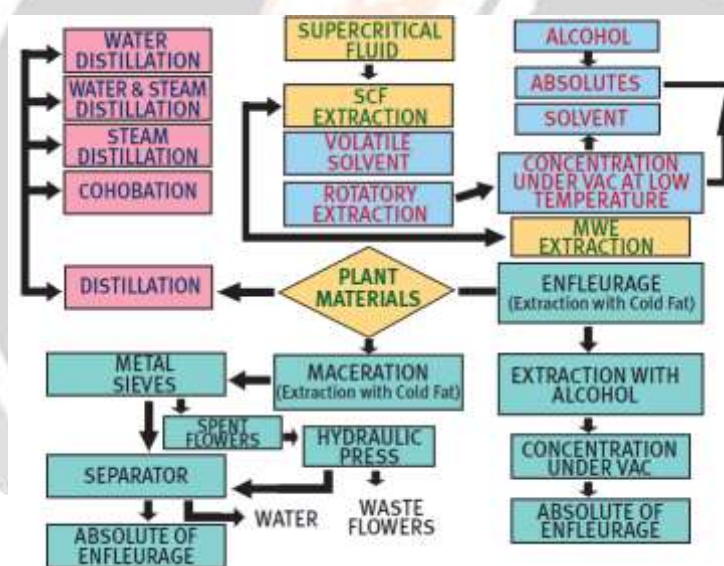 WATER
DISTILLATION
WATER & STEAM
DISTILLATION
STEAM
DISTILLATION
COHOBATION
DISTILLATION
SUPERCRITICAL
FLUID
SCF
EXTRACTION
VOLATILE
SOLVENT
ROTATORY
EXTRACTION
ALCOHOL
ABSOLUTES
SOLVENT
CONCENTRATION
UNDER VAC AT LOW
TEMPERATURE
MWE
EXTRACTION
PLANT
MATERIALS
ENFLEURAGE
(Extraction with Cold Fat)
METAL
SIEVES
MACERATION
(Extraction with Cold Fat)
EXTRACTION WITH
ALCOHOL
SPENT
FLOWERS
HYDRAULIC
PRESS
CONCENTRATION
UNDER VAC
SEPARATOR
WATER
WASTE
FLOWERS
ABSOLUTE OF
ENFLEURAGE
ABSOLUTE OF
ENFLEURAGE